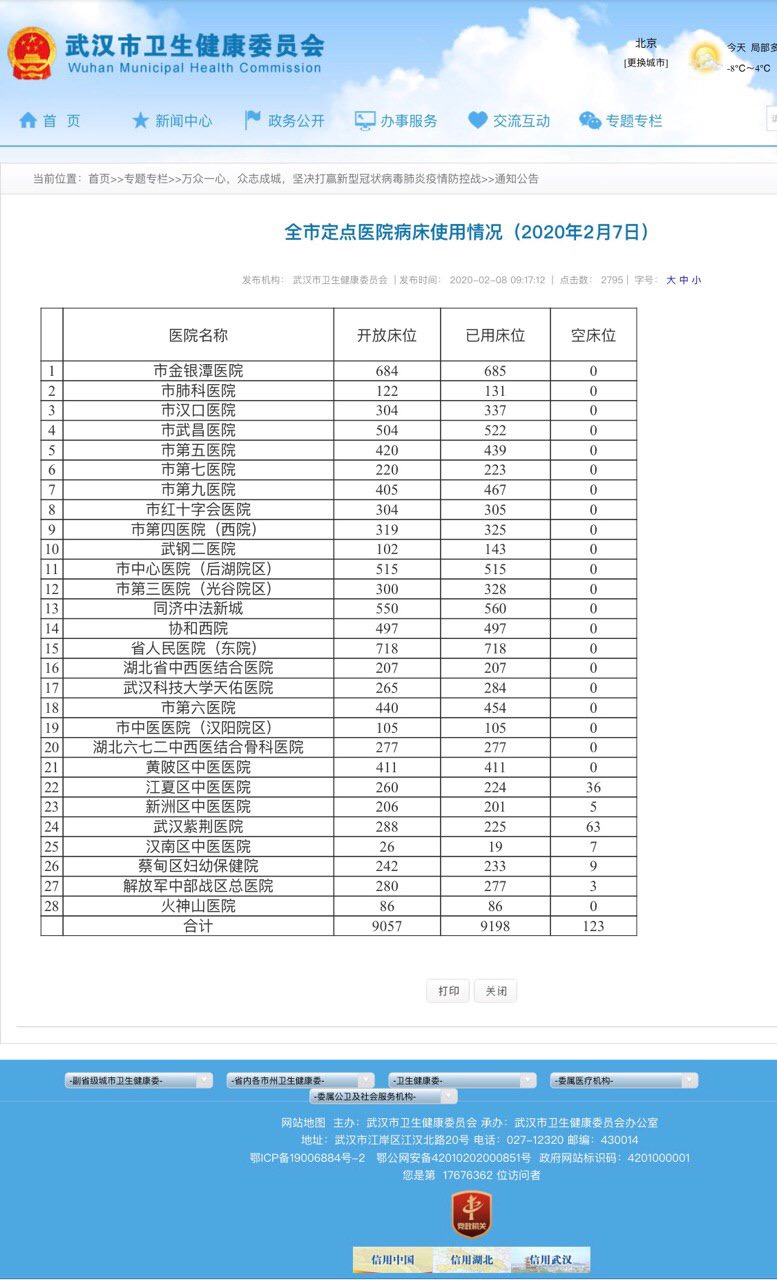 武汉市卫生健康委员会
Wuhan Municipal Health Commission
北京
[更换城市]
今天 局部多
-8℃~4℃
首 页 新闻中心 政务公开 办事服务 交流互动 专题专栏
当前位置: 首页>>专题专栏>>万众一心，众志成城，坚决打赢新型冠状病毒肺炎疫情防控战>>通知公告
全市定点医院病床使用情况（2020年2月7日）
发布机构: 武汉市卫生健康委员会 | 发布时间: 2020-02-08 09:17:12 | 点击数: 2795 | 字号: 大 中 小
医院名称 开放床位 已用床位 空床位
1 市金银潭医院 684 685 0
2 市肺科医院 122 131 0
3 市汉口医院 304 337 0
4 市武昌医院 504 522 0
5 市第五医院 420 439 0
6 市第七医院 220 223 0
7 市第九医院 405 467 0
8 市红十字会医院 304 305 0
9 市第四医院（西院） 319 325 0
10 武钢二医院 102 143 0
11 市中心医院（后湖院区） 515 515 0
12 市第三医院（光谷院区） 300 328 0
13 同济中法新城 550 560 0
14 协和西院 497 497 0
15 省人民医院（东院） 718 718 0
16 湖北省中西医结合医院 207 207 0
17 武汉科技大学天佑医院 265 284 0
18 市第六医院 440 454 0
19 市中医医院（汉阳院区） 105 105 0
20 湖北六七二中西医结合骨科医院 277 277 0
21 黄陂区中医医院 411 411 0
22 江夏区中医医院 260 224 36
23 新洲区中医医院 206 201 5
24 武汉紫荆医院 288 225 63
25 汉南区中医医院 26 19 7
26 蔡甸区妇幼保健院 242 233 9
27 解放军中部战区总医院 280 277 3
28 火神山医院 86 86 0
合计 9057 9198 123
打印 关闭
-副省级城市卫生健康委- -省内各市州卫生健康委- -卫生健康委- -委属医疗机构-
-委属公卫及社会服务机构-
网站地图 主办: 武汉市卫生健康委员会 承办: 武汉市卫生健康委员会办公室
地址: 武汉市江岸区江汉北路20号 电话: 027-12320 邮编: 430014
鄂ICP备19006884号-2 鄂公网安备42010202000851号 政府网站标识码: 4201000001
您是第 17676362 位访问者
党政机关
信用中国 信用湖北 信用武汉